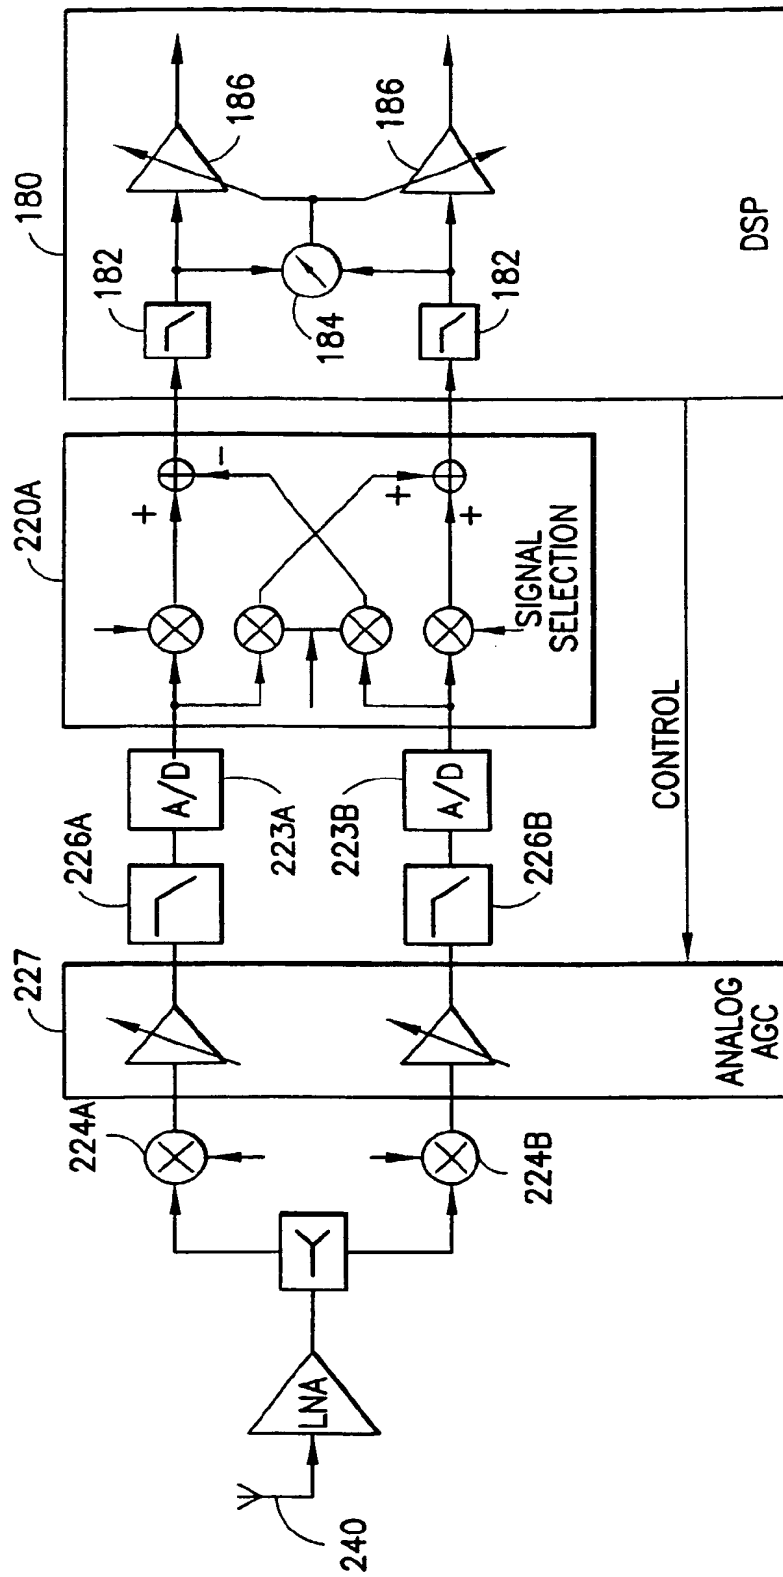 240
LNA
224A
224B
227
ANALOG
AGC
226A
226B
A/D
223A
A/D
223B
220A
+
-
+
+
SIGNAL
SELECTION
CONTROL
180
182
184
182
186
186
DSP